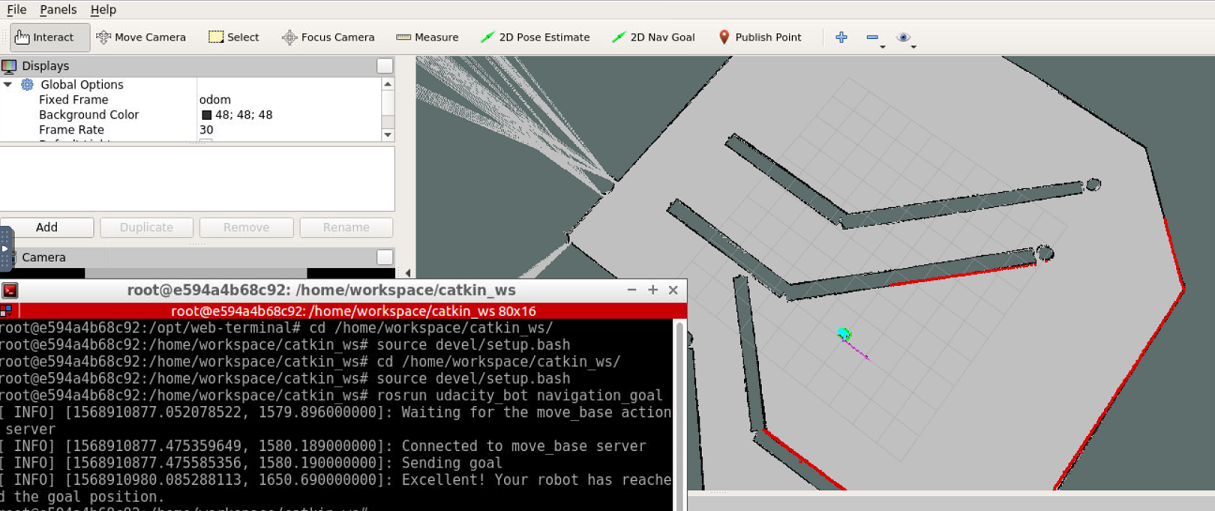 File Panels Help
Interact Move Camera Select Focus Camera Measure 2D Pose Estimate 2D Nav Goal Publish Point
Displays
Global Options
Fixed Frame odom
Background Color 48; 48; 48
Frame Rate 30
Add Duplicate Remove Rename
Camera
root@e594a4b68c92: /home/workspace/catkin_ws
root@e594a4b68c92: /home/workspace/catkin_ws 80x16
root@e594a4b68c92:/opt/web-terminal# cd /home/workspace/catkin_ws/
root@e594a4b68c92:/home/workspace/catkin_ws# source devel/setup.bash
root@e594a4b68c92:/home/workspace/catkin_ws# cd /home/workspace/catkin_ws/
root@e594a4b68c92:/home/workspace/catkin_ws# source devel/setup.bash
root@e594a4b68c92:/home/workspace/catkin_ws# rosrun udacity_bot navigation_goal
[ INFO] [1568910877.052078522, 1579.896000000]: Waiting for the move_base action
server
[ INFO] [1568910877.475359649, 1580.189000000]: Connected to move_base server
[ INFO] [1568910877.475585356, 1580.190000000]: Sending goal
[ INFO] [1568910980.085288113, 1650.690000000]: Excellent! Your robot has reache
d the goal position.
root@e594a4b68c92:/home/workspace/catkin_ws#